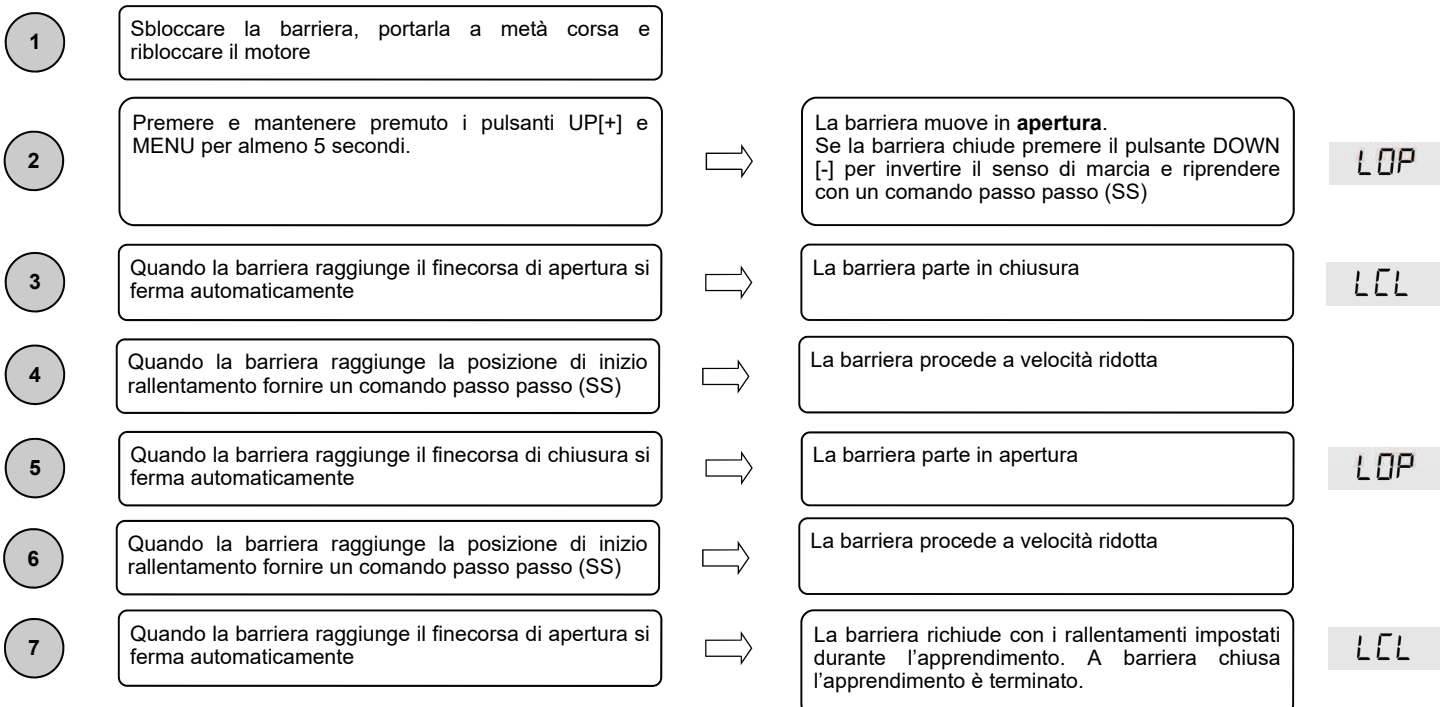 1
Sbloccare la barriera, portarla a metà corsa e
ribloccare il motore
2
Premere e mantenere premuto i pulsanti UP[+] e
MENU per almeno 5 secondi.
La barriera muove in apertura.
Se la barriera chiude premere il pulsante DOWN
[-] per invertire il senso di marcia e riprendere
con un comando passo passo (SS)
LOP
3
Quando la barriera raggiunge il finecorsa di apertura si
ferma automaticamente
La barriera parte in chiusura
LCL
4
Quando la barriera raggiunge la posizione di inizio
rallentamento fornire un comando passo passo (SS)
La barriera procede a velocità ridotta
5
Quando la barriera raggiunge il finecorsa di chiusura si
ferma automaticamente
La barriera parte in apertura
LOP
6
Quando la barriera raggiunge la posizione di inizio
rallentamento fornire un comando passo passo (SS)
La barriera procede a velocità ridotta
7
Quando la barriera raggiunge il finecorsa di apertura si
ferma automaticamente
La barriera richiude con i rallentamenti impostati
durante l’apprendimento. A barriera chiusa
l’apprendimento è terminato.
LCL